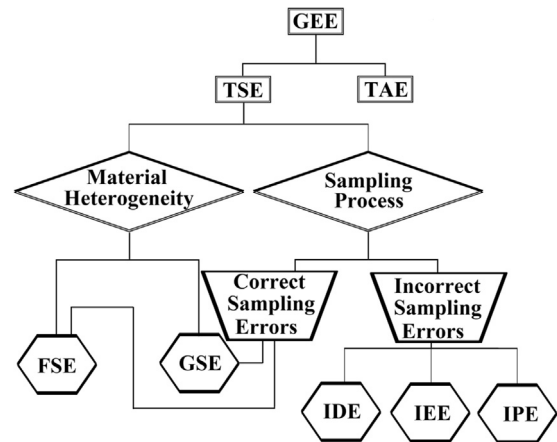 GEE
TSE
TAE
Material
Heterogeneity
Sampling
Process
Correct
Sampling
Errors
Incorrect
Sampling
Errors
FSE
GSE
IDE
IEE
IPE